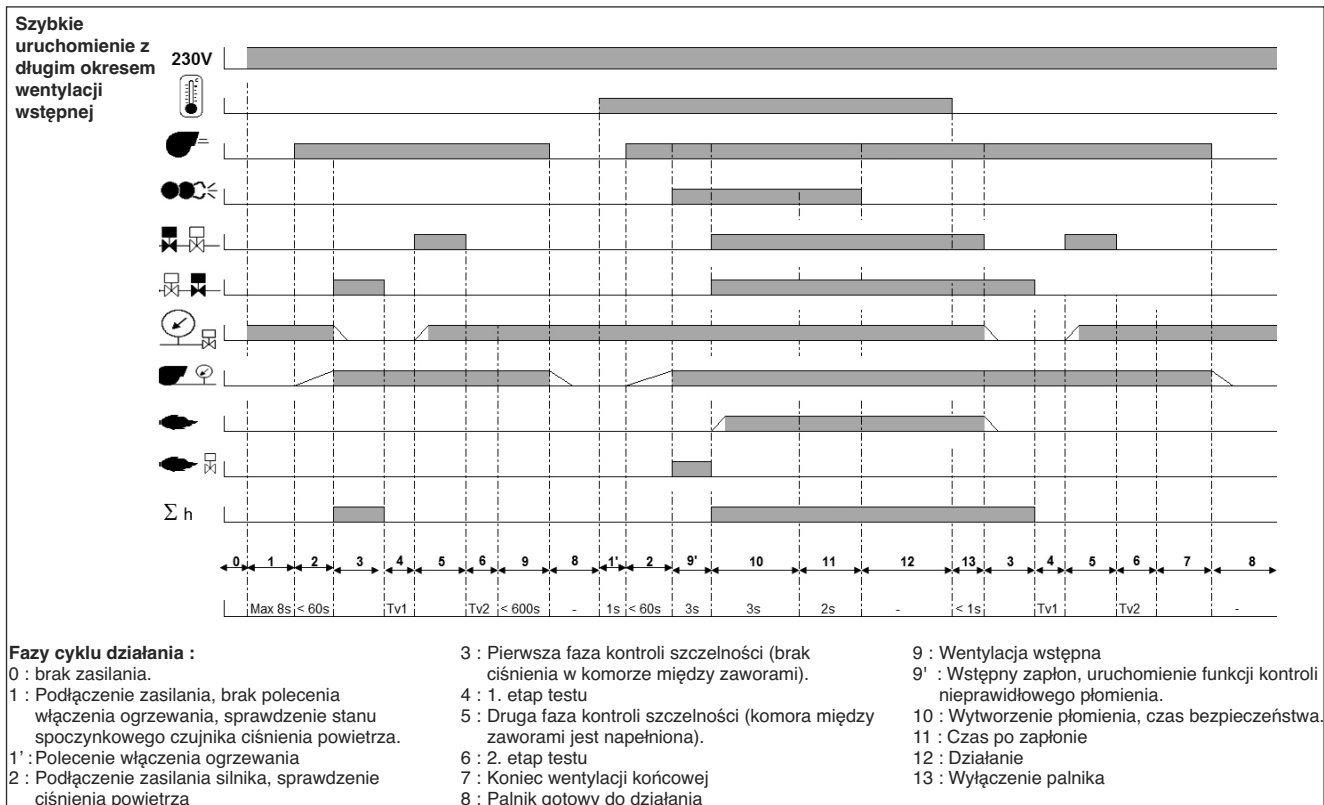 Szybkie
uruchomienie z
długim okresem
wentylacji
wstępnej
230V
Σ h
0 1 2 3 4 5 6 9 8 1' 2 9' 10 11 12 13 3 4 5 6 7 8
Max 8s < 60s Tv1 Tv2 < 600s - 1s < 60s 3s 3s 2s - < 1s Tv1 Tv2 -
Fazy cyklu działania :
0 : brak zasilania.
1 : Podłączenie zasilania, brak polecenia
włączenia ogrzewania, sprawdzenie stanu
spoczynkowego czujnika ciśnienia powietrza.
1' : Polecenie włączenia ogrzewania
2 : Podłączenie zasilania silnika, sprawdzenie
ciśnienia powietrza
3 : Pierwsza faza kontroli szczelności (brak
ciśnienia w komorze między zaworami).
4 : 1. etap testu
5 : Druga faza kontroli szczelności (komora między
zaworami jest napełniona).
6 : 2. etap testu
7 : Koniec wentylacji końcowej
8 : Palnik gotowy do działania
9 : Wentylacja wstępna
9' : Wstępny zapłon, uruchomienie funkcji kontroli
nieprawidłowego płomienia.
10 : Wytworzenie płomienia, czas bezpieczeństwa.
11 : Czas po zapłonie
12 : Działanie
13 : Wyłączenie palnika